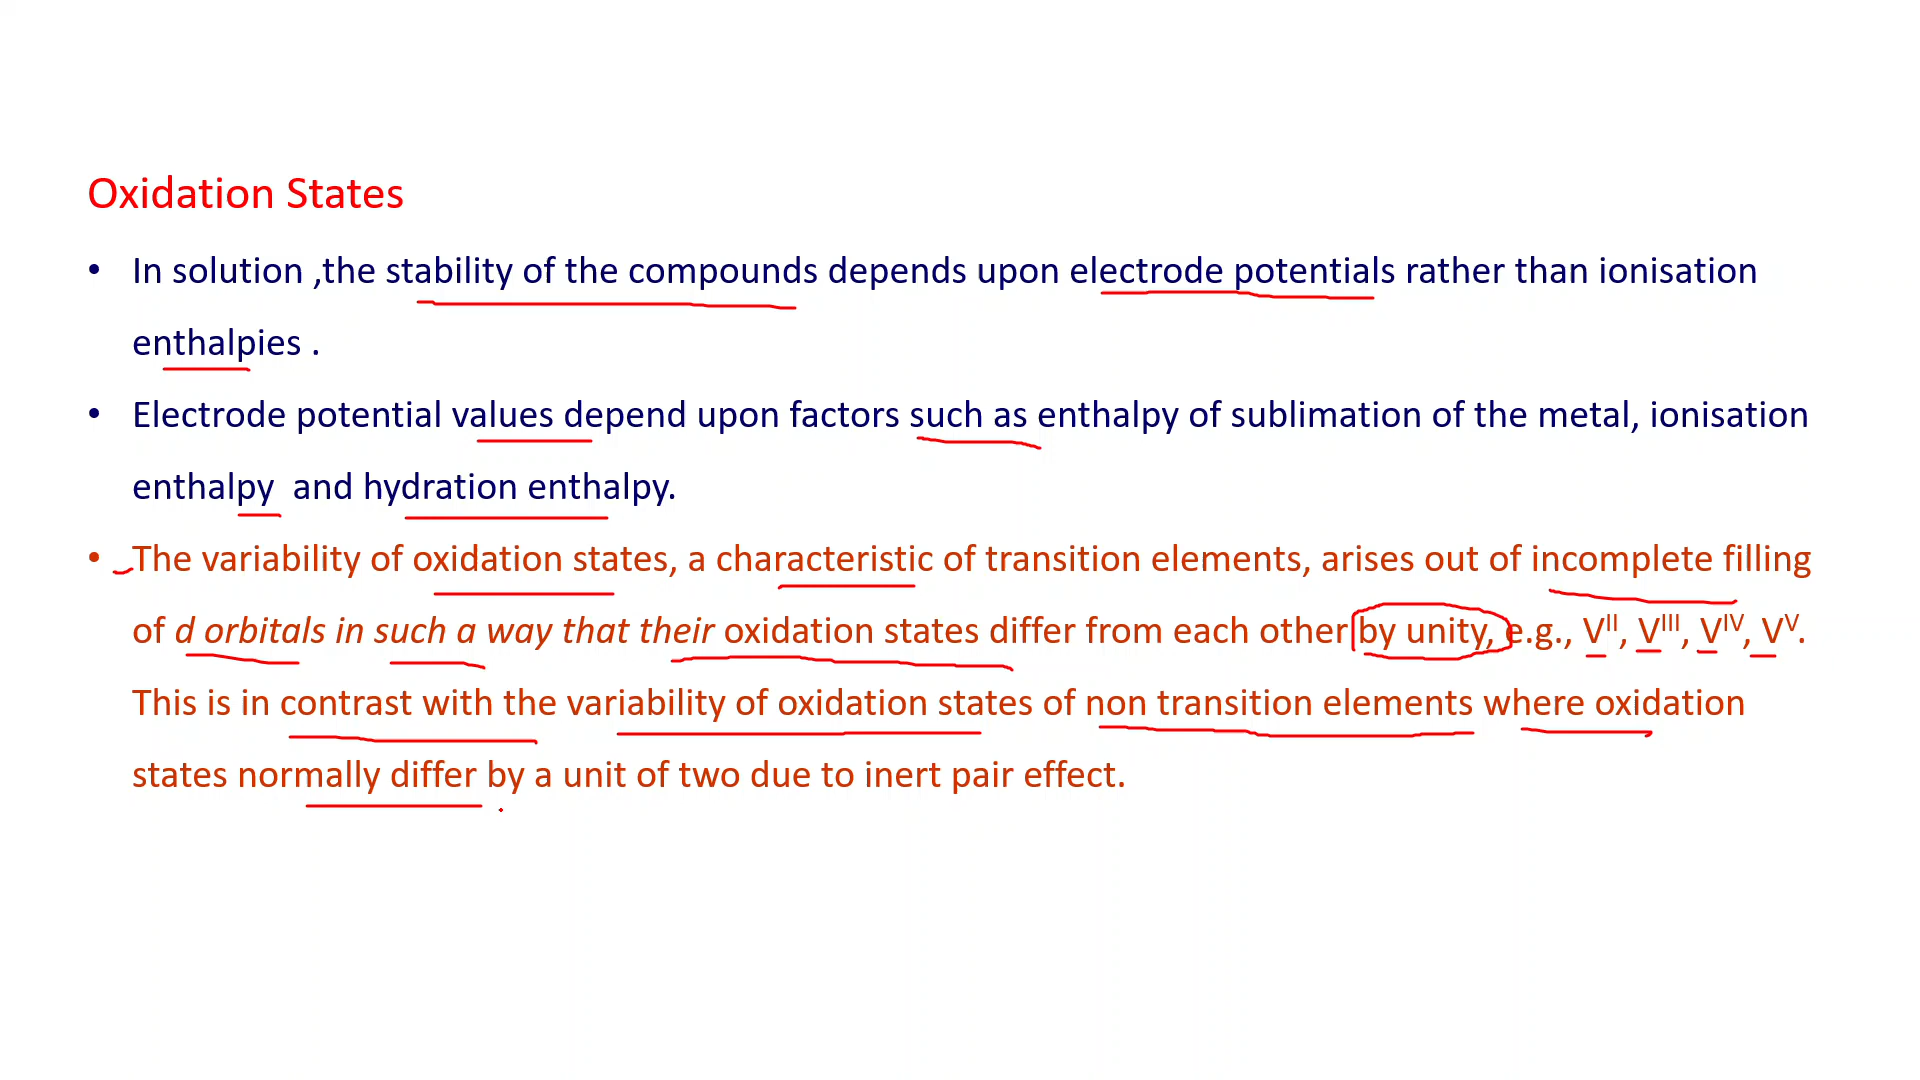 Oxidation States
• In solution ,the stability of the compounds depends upon electrode potentials rather than ionisation
enthalpies .
• Electrode potential values depend upon factors such as enthalpy of sublimation of the metal, ionisation
enthalpy and hydration enthalpy.
• The variability of oxidation states, a characteristic of transition elements, arises out of incomplete filling
of d orbitals in such a way that their oxidation states differ from each other by unity, e.g., Vᴵᴵ, Vᴵᴵᴵ, Vᴵⱽ, Vⱽ.
This is in contrast with the variability of oxidation states of non transition elements where oxidation
states normally differ by a unit of two due to inert pair effect.